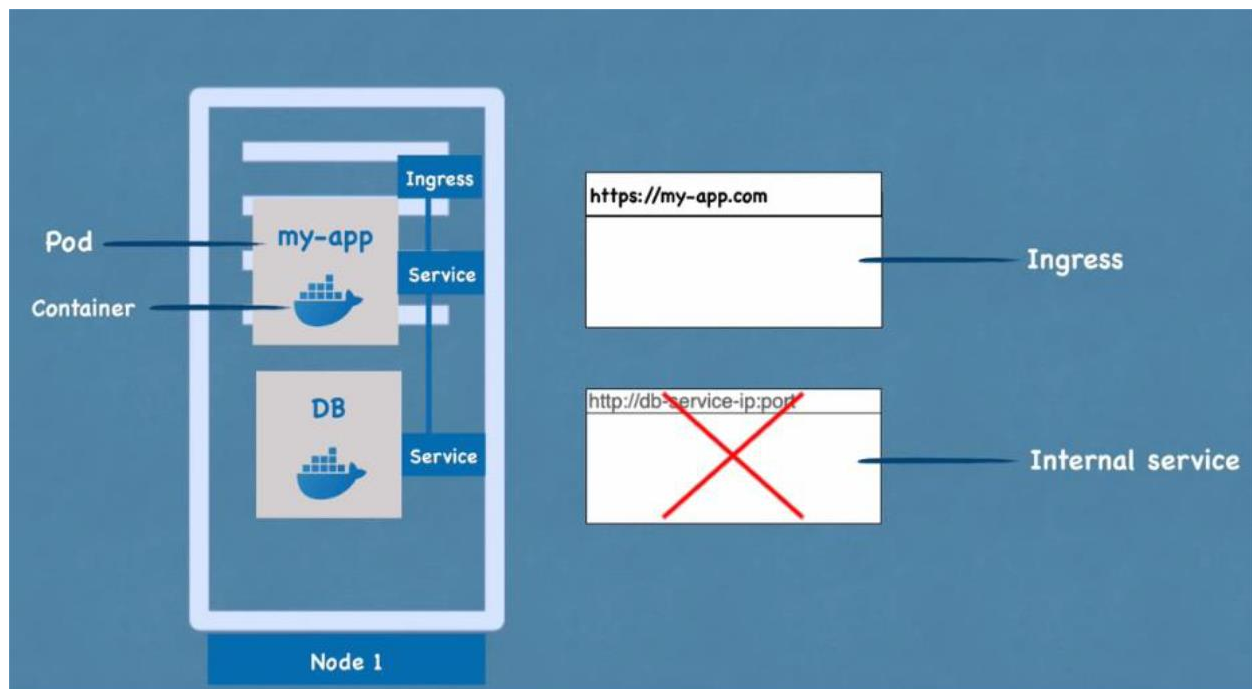 Ingress
https://my-app.com
Pod
my-app
Service
Ingress
Container
DB
http://db-service-ip:port
Service
Internal service
Node 1